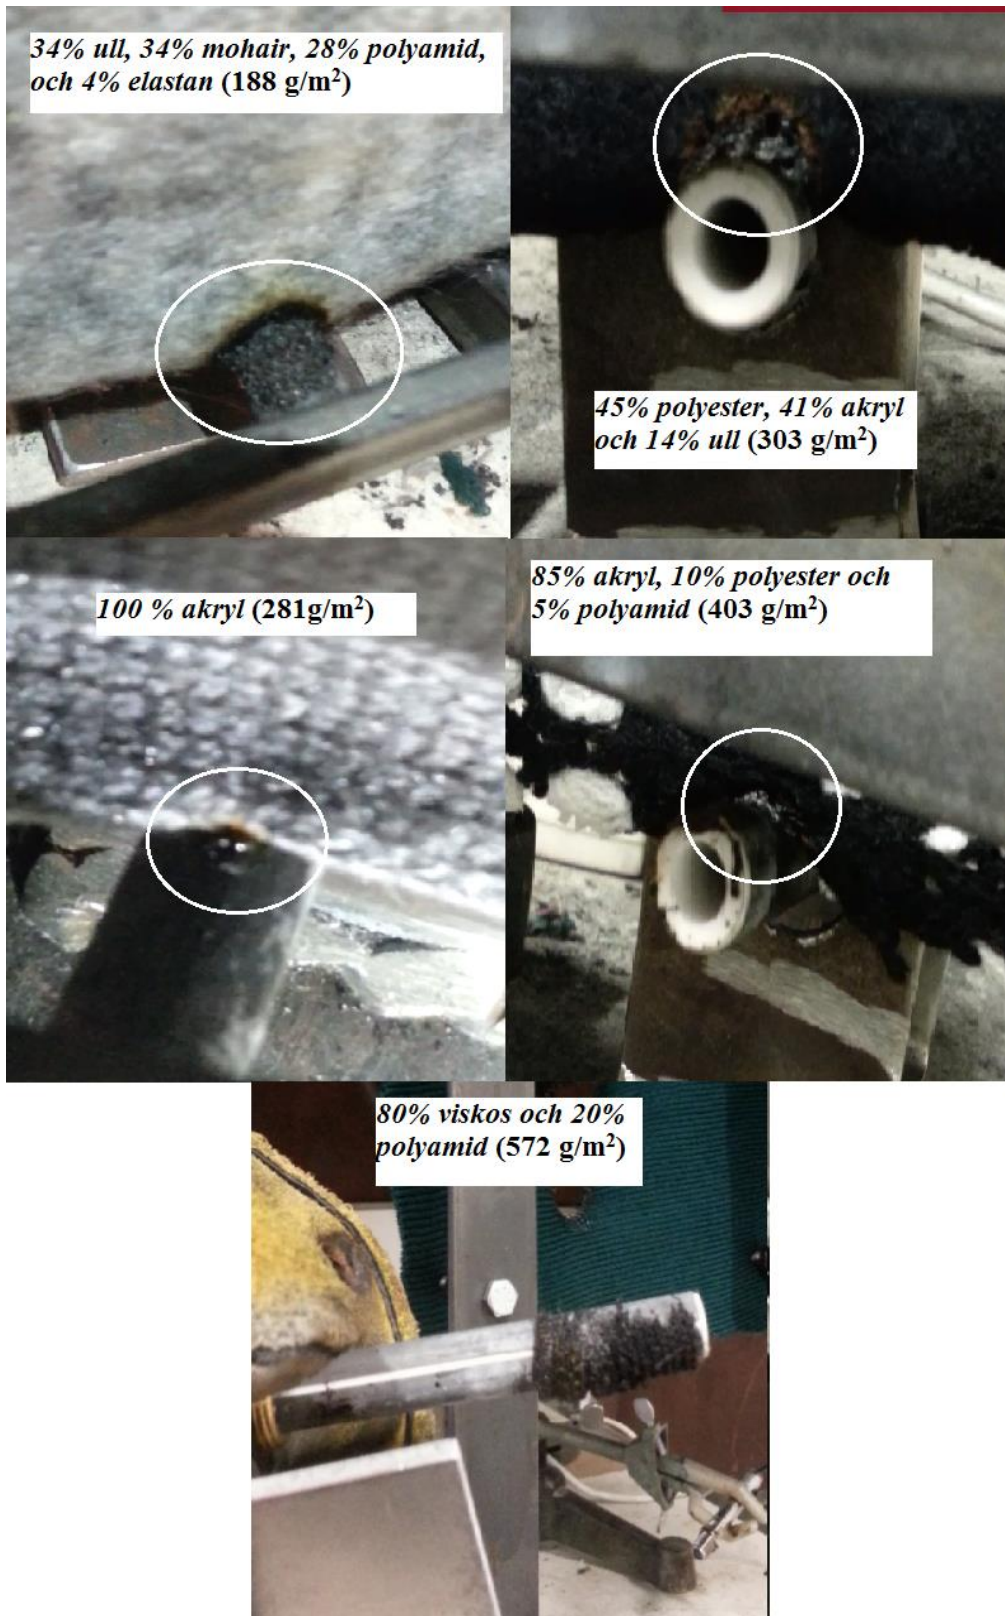 34% ull, 34% mohair, 28% polyamid,
och 4% elastan (188 g/m²)
45% polyester, 41% akryl
och 14% ull (303 g/m²)
100 % akryl (281g/m²)
85% akryl, 10% polyester och
5% polyamid (403 g/m²)
80% viskos och 20%
polyamid (572 g/m²)